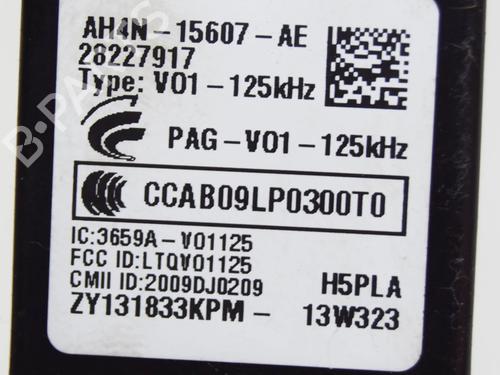 AH4N-15607-AE
28227917
Type: V01-125kHz
PAG-V01-125kHz
CCAB09LP0300T0
IC:3659A-V01125
FCC ID:LTQV01125
CMII ID:2009DJ0209
H5PLA
ZY131833KPM- 13W323
B-PARTS